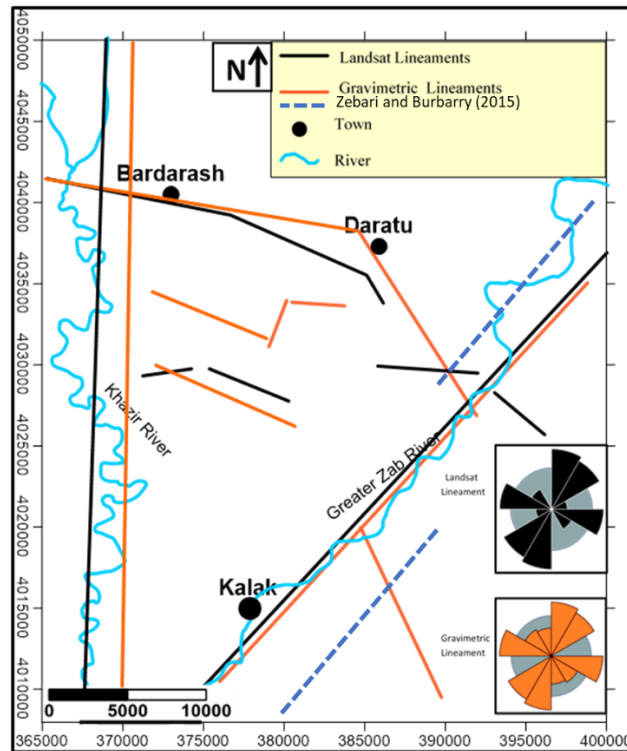 N
Landsat Lineaments
Gravimetric Lineaments
Zebari and Burbarry (2015)
Town
River
4050000
4045000
4040000
4035000
4030000
4025000
4020000
4015000
4010000
Bardarash
Daratu
Khazir River
Greater Zab River
Kalak
Landsat
Lineament
Gravimetric
Lineament
0 5000 10000
365000 370000 375000 380000 385000 390000 395000 400000